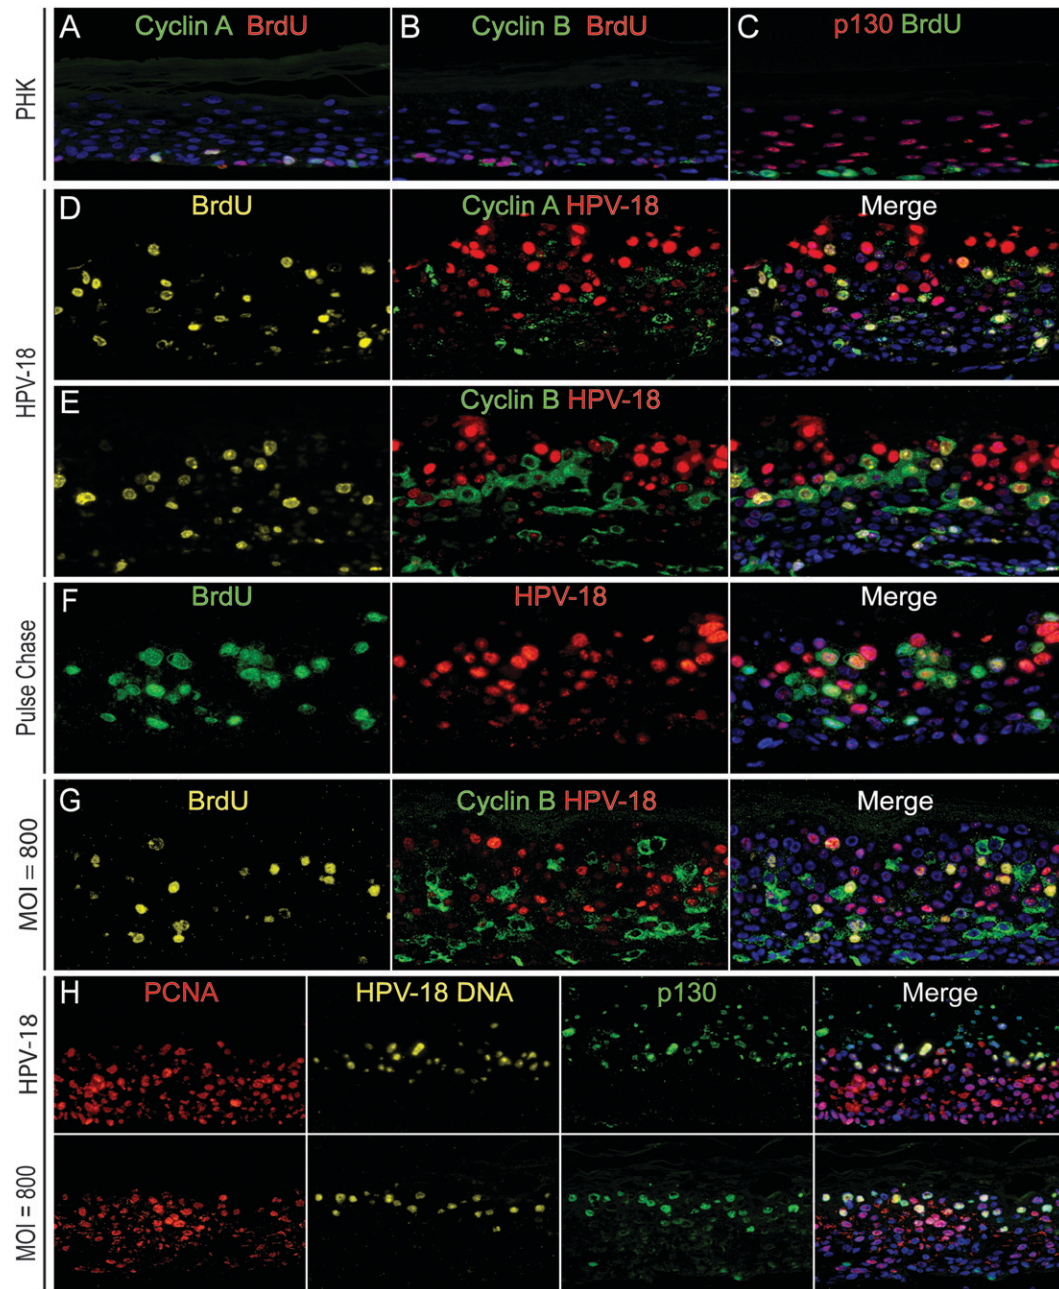 A Cyclin A BrdU
B Cyclin B BrdU
C p130 BrdU
PHK
D BrdU
Cyclin A HPV-18
Merge
HPV-18
E
Cyclin B HPV-18
F BrdU
HPV-18
Merge
Pulse Chase
G BrdU
Cyclin B HPV-18
Merge
MOI = 800
H PCNA
HPV-18 DNA
p130
Merge
HPV-18
MOI = 800